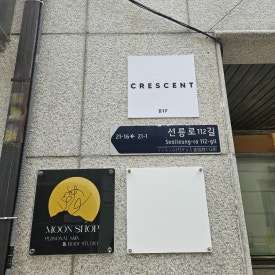 CRESCENT
B1F
선릉로112길
21-16 ← 21-1
Seolleung-ro 112-gil
MOON SHOP
PERSONAL SKIN
& BODY STUDIO